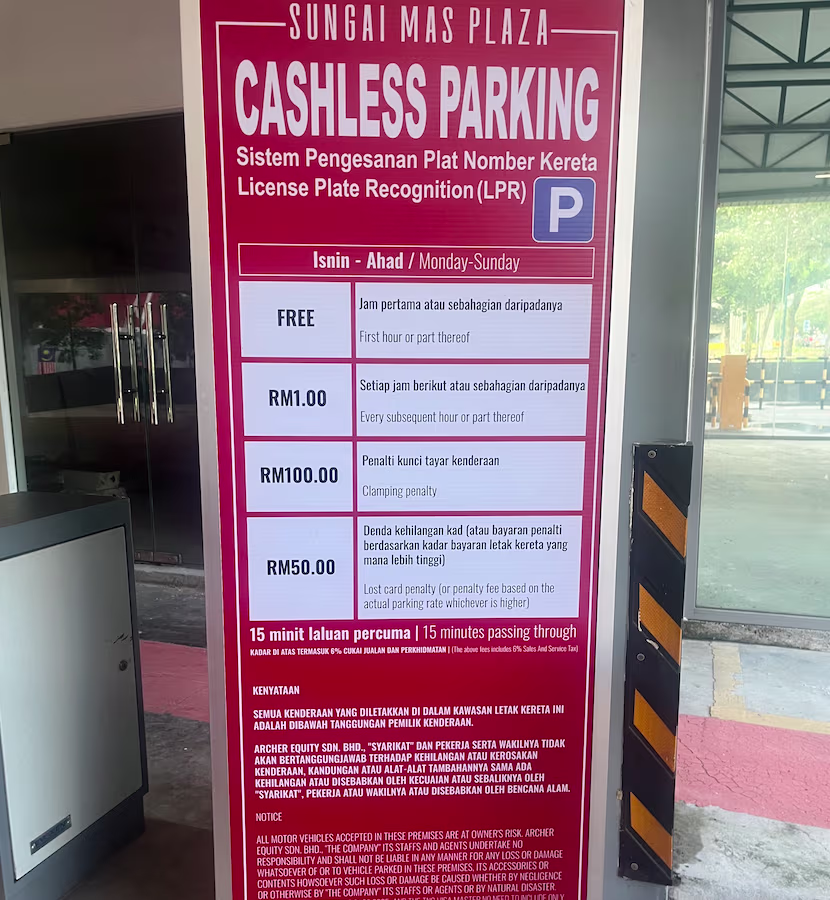 SUNGAI MAS PLAZA
CASHLESS PARKING
Sistem Pengesanan Plat Nomber Kereta
License Plate Recognition (LPR)
P
Isnin - Ahad / Monday-Sunday
FREE
Jam pertama atau sebahagian daripadanya
First hour or part thereof
RM1.00
Setiap jam berikut atau sebahagian daripadanya
Every subsequent hour or part thereof
RM100.00
Penalti kunci tayar kenderaan
Clamping penalty
RM50.00
Denda kehilangan kad (atau bayaran penalti
berdasarkan kadar bayaran letak kereta yang
mana lebih tinggi)
Lost card penalty (or penalty fee based on the
actual parking rate whichever is higher)
15 minit laluan percuma | 15 minutes passing through
KADAR DI ATAS TERMASUK 6% CUKAI JUALAN DAN PERKHIDMATAN | (The above fees includes 6% Sales And Service Tax)
KENYATAAN
SEMUA KENDERAAN YANG DILETAKKAN DI DALAM KAWASAN LETAK KERETA INI
ADALAH DIBAWAH TANGGUNGAN PEMILIK KENDERAAN.
ARCHER EQUITY SDN. BHD., "SYARIKAT" DAN PEKERJA SERTA WAKILNYA TIDAK
AKAN BERTANGGUNGJAWAB TERHADAP KEHILANGAN ATAU KEROSAKAN
KENDERAAN, KANDUNGAN ATAU ALAT-ALAT TAMBAHANNYA SAMA ADA
KEHILANGAN ATAU DISEBABKAN OLEH KECUAIAN ATAU SEBALIKNYA OLEH
"SYARIKAT", PEKERJA ATAU WAKILNYA ATAU DISEBABKAN OLEH BENCANA ALAM.
NOTICE
ALL MOTOR VEHICLES ACCEPTED IN THESE PREMISES ARE AT OWNER'S RISK. ARCHER
EQUITY SDN. BHD., "THE COMPANY" ITS STAFFS AND AGENTS UNDERTAKE NO
RESPONSIBILITY AND SHALL NOT BE LIABLE IN ANY MANNER FOR ANY LOSS OR DAMAGE
WHATSOEVER OF OR TO VEHICLE PARKED IN THESE PREMISES, ITS ACCESSORIES OR
CONTENTS HOWSOEVER SUCH LOSS OR DAMAGE BE CAUSED WHETHER BY NEGLIGENCE
OR OTHERWISE BY "THE COMPANY" ITS STAFFS OR AGENTS OR BY NATURAL DISASTER.